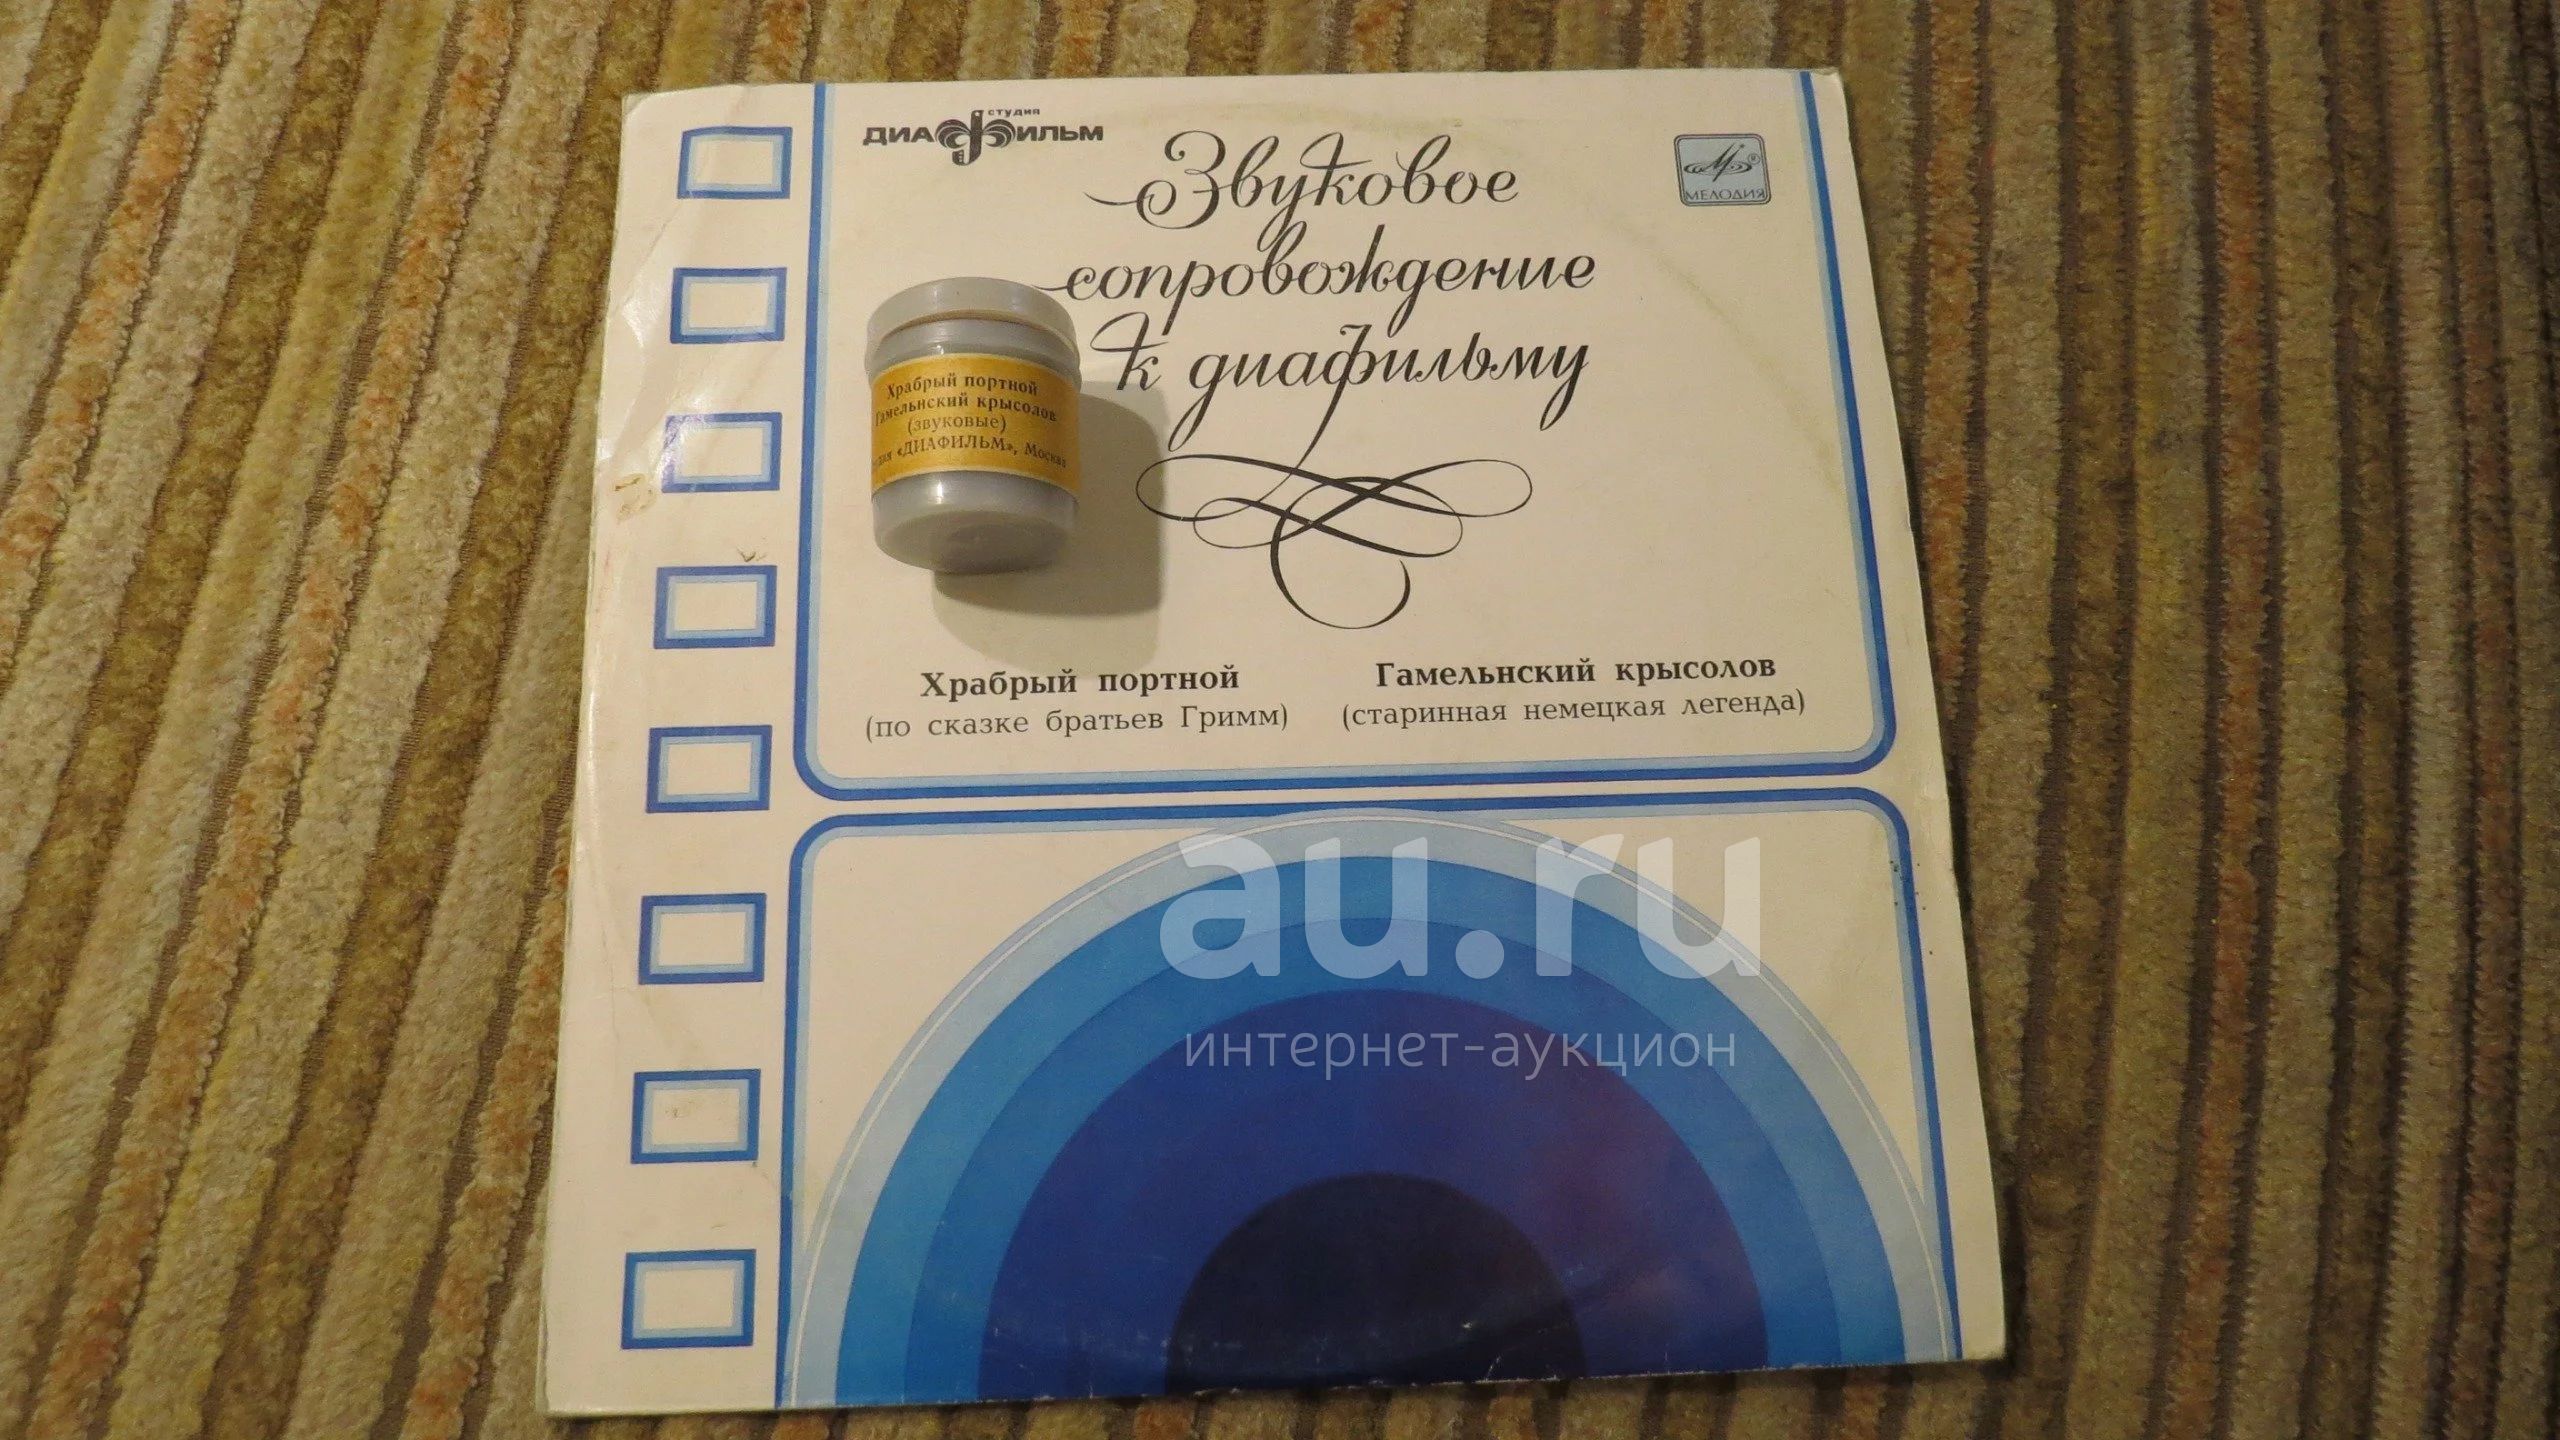 студия
ДИАФИЛЬМ
Звуковое
сопровождение
к диафильму
МЕЛОДИЯ
Храбрый портной
Гамельнский крысолов
(звуковые)
«ДИАФИЛЬМ», Москва
Храбрый портной
(по сказке братьев Гримм)
Гамельнский крысолов
(старинная немецкая легенда)
au.ru
интернет-аукцион